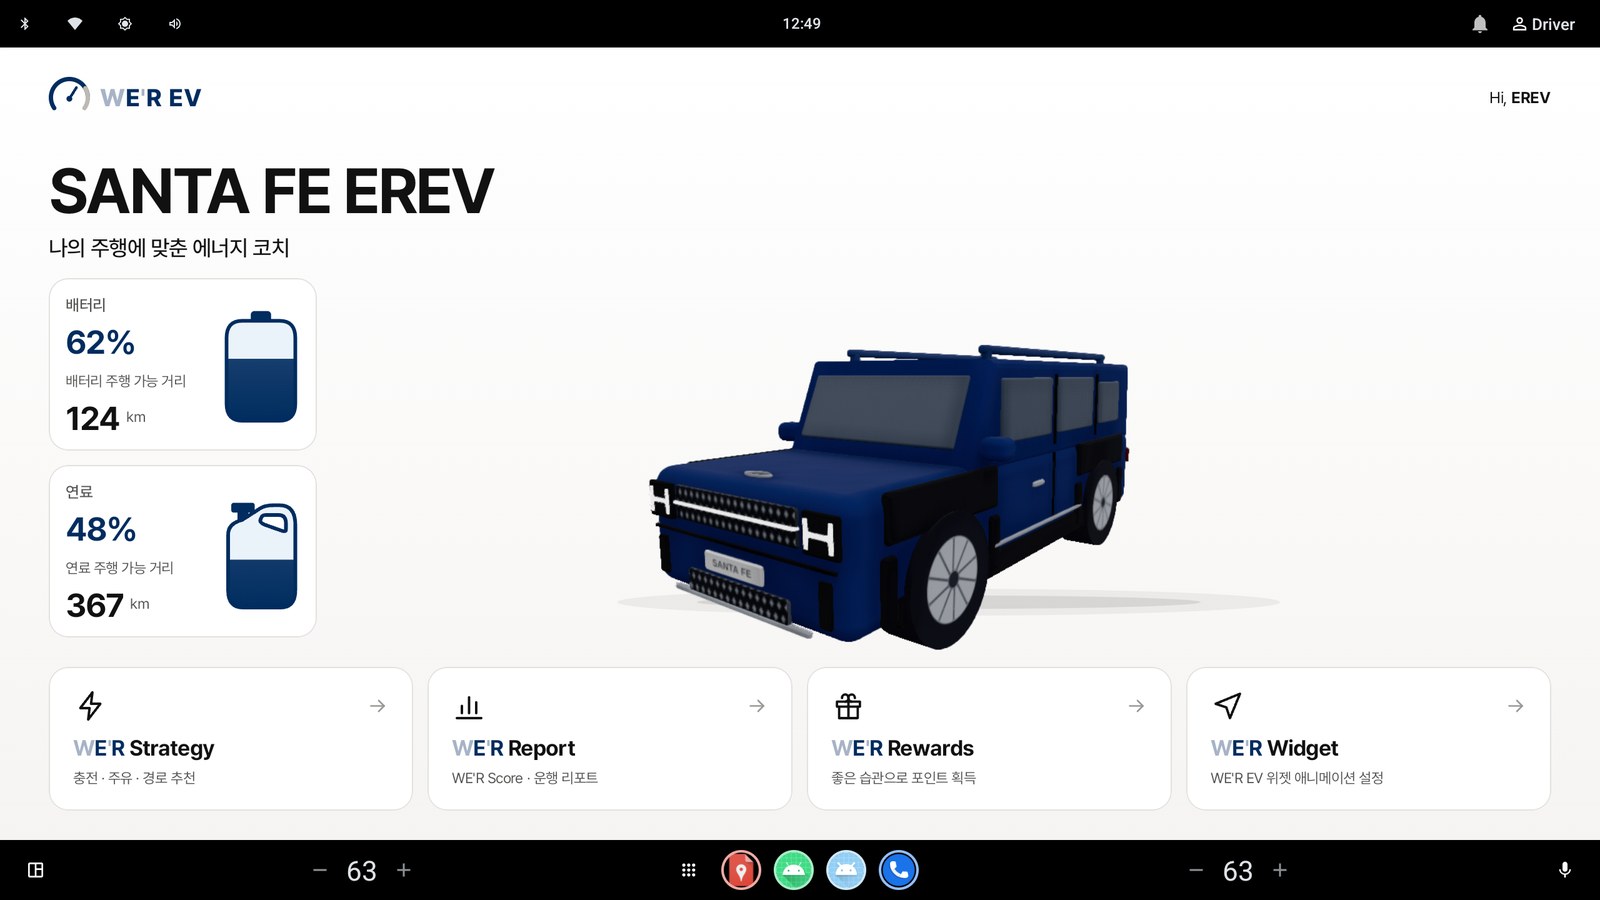 12:49
Driver
WE'R EV
Hi, EREV
SANTA FE EREV
나의 주행에 맞춘 에너지 코치
배터리
62%
배터리 주행 가능 거리
124 km
연료
48%
연료 주행 가능 거리
367 km
H
H
SANTA FE
WE'R Strategy
충전 · 주유 · 경로 추천
WE'R Report
WE'R Score · 운행 리포트
WE'R Rewards
좋은 습관으로 포인트 획득
WE'R Widget
WE'R EV 위젯 애니메이션 설정
− 63 +
− 63 +